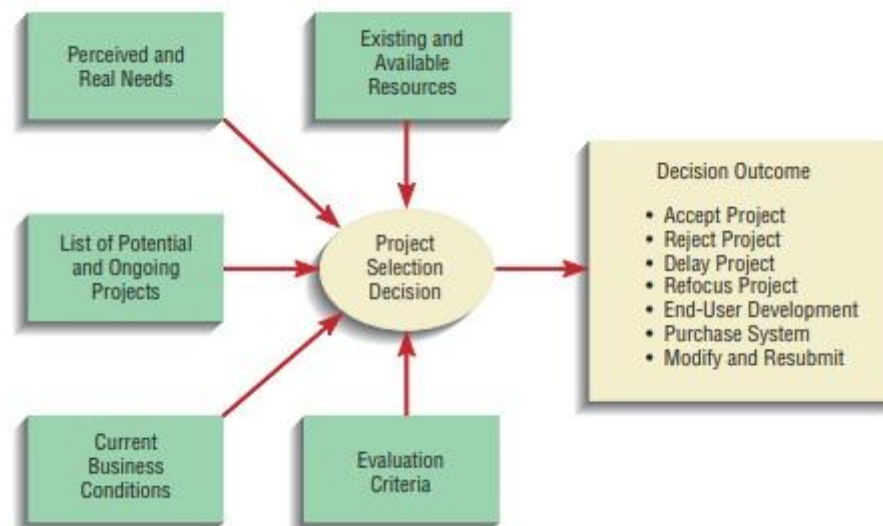 Perceived and
Real Needs
Existing and
Available
Resources
List of Potential
and Ongoing
Projects
Project
Selection
Decision
Current
Business
Conditions
Evaluation
Criteria
Decision Outcome
• Accept Project
• Reject Project
• Delay Project
• Refocus Project
• End-User Development
• Purchase System
• Modify and Resubmit